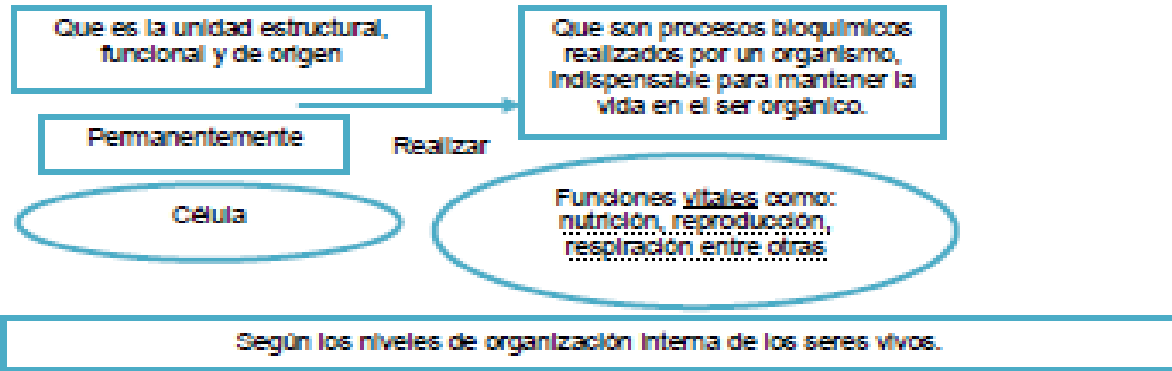 Que es la unidad estructural,
funcional y de origen
Que son procesos bioquímicos
realizados por un organismo,
indispensable para mantener la
vida en el ser orgánico.
Permanentemente
Realizar
Célula
Funciones vitales como:
nutrición, reproducción,
respiración entre otras
Según los niveles de organización interna de los seres vivos.